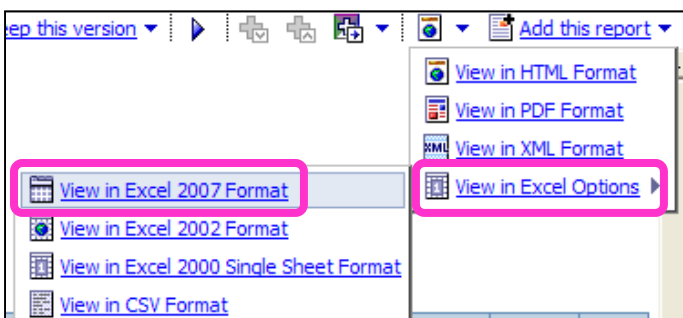 eep this version
Add this report
View in HTML Format
View in PDF Format
XML View in XML Format
View in Excel Options
View in Excel 2007 Format
View in Excel 2002 Format
View in Excel 2000 Single Sheet Format
View in CSV Format